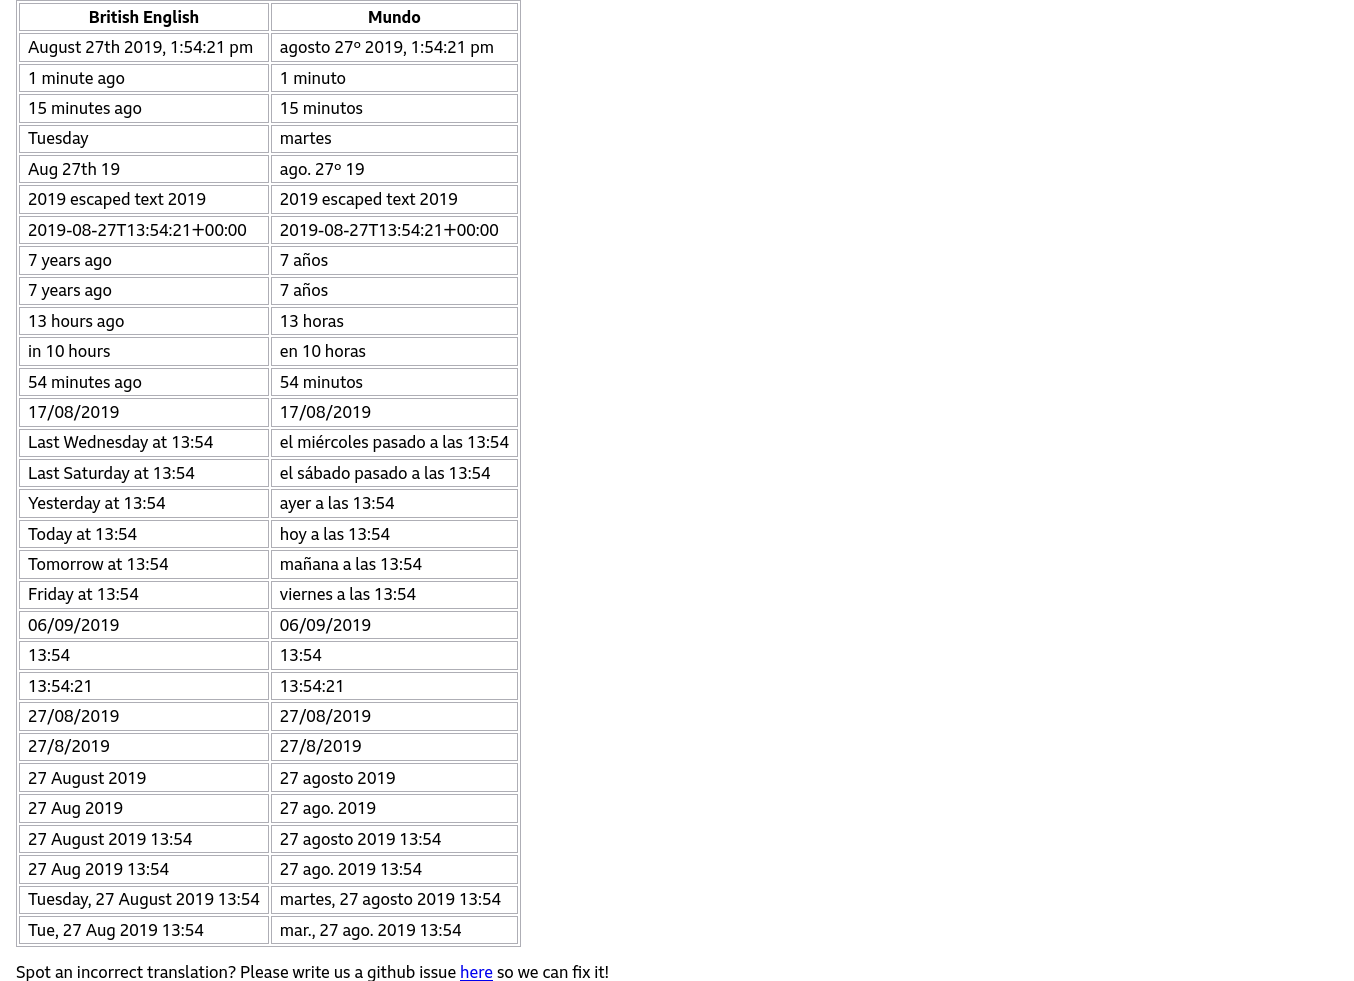 British English Mundo
August 27th 2019, 1:54:21 pm agosto 27º 2019, 1:54:21 pm
1 minute ago 1 minuto
15 minutes ago 15 minutos
Tuesday martes
Aug 27th 19 ago. 27º 19
2019 escaped text 2019 2019 escaped text 2019
2019-08-27T13:54:21+00:00 2019-08-27T13:54:21+00:00
7 years ago 7 años
7 years ago 7 años
13 hours ago 13 horas
in 10 hours en 10 horas
54 minutes ago 54 minutos
17/08/2019 17/08/2019
Last Wednesday at 13:54 el miércoles pasado a las 13:54
Last Saturday at 13:54 el sábado pasado a las 13:54
Yesterday at 13:54 ayer a las 13:54
Today at 13:54 hoy a las 13:54
Tomorrow at 13:54 mañana a las 13:54
Friday at 13:54 viernes a las 13:54
06/09/2019 06/09/2019
13:54 13:54
13:54:21 13:54:21
27/08/2019 27/08/2019
27/8/2019 27/8/2019
27 August 2019 27 agosto 2019
27 Aug 2019 27 ago. 2019
27 August 2019 13:54 27 agosto 2019 13:54
27 Aug 2019 13:54 27 ago. 2019 13:54
Tuesday, 27 August 2019 13:54 martes, 27 agosto 2019 13:54
Tue, 27 Aug 2019 13:54 mar., 27 ago. 2019 13:54
Spot an incorrect translation? Please write us a github issue here so we can fix it!